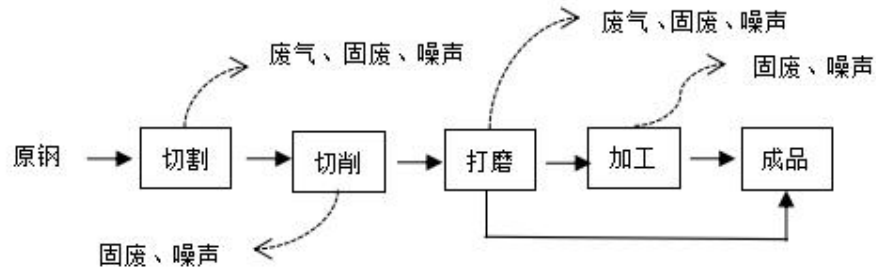 废气、固废、噪声
废气、固废、噪声
固废、噪声
原钢
切割
切削
打磨
加工
成品
固废、噪声